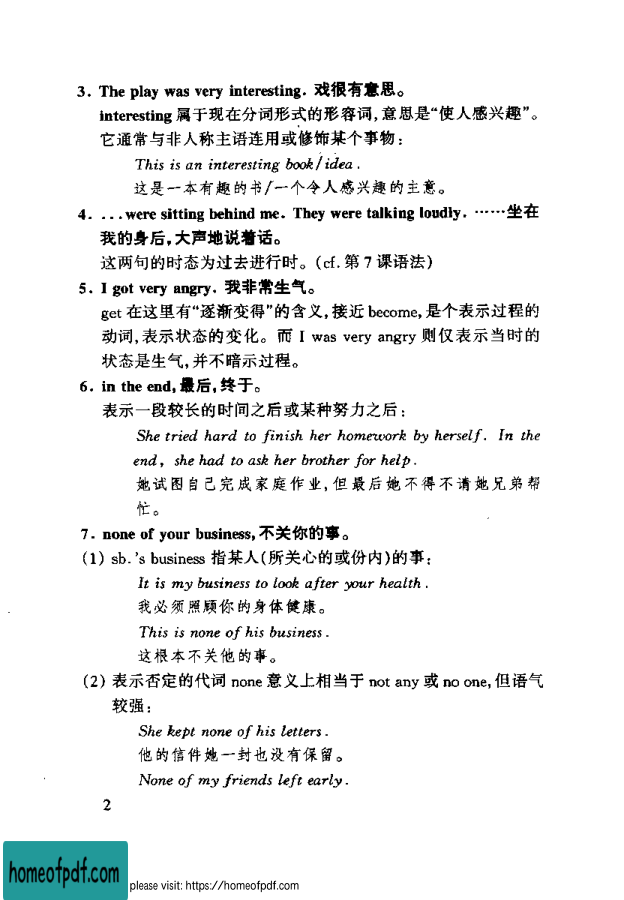 3. The play was very interesting. 戏很有意思。
interesting 属于现在分词形式的形容词,意思是“使人感兴趣”。
它通常与非人称主语连用或修饰某个事物:
This is an interesting book/idea.
这是一本有趣的书/一个令人感兴趣的主意。
4. ...were sitting behind me. They were talking loudly. ……坐在
我的身后,大声地说着话。
这两句的时态为过去进行时。(cf.第7课语法)
5. I got very angry. 我非常生气。
get 在这里有“逐渐变得”的含义,接近 become,是个表示过程的
动词,表示状态的变化。而 I was very angry 则仅表示当时的
状态是生气,并不暗示过程。
6. in the end,最后,终于。
表示一段较长的时间之后或某种努力之后:
She tried hard to finish her homework by herself. In the
end, she had to ask her brother for help.
她试图自己完成家庭作业,但最后她不得不请她兄弟帮
忙。
7. none of your business,不关你的事。
(1) sb.'s business 指某人(所关心的或份内)的事:
It is my business to look after your health.
我必须照顾你的身体健康。
This is none of his business.
这根本不关他的事。
(2) 表示否定的代词 none 意义上相当于 not any 或 no one,但语气
较强:
She kept none of his letters.
他的信件她一封也没有保留。
None of my friends left early.
2
homeofpdf.com
please visit: https://homeofpdf.com